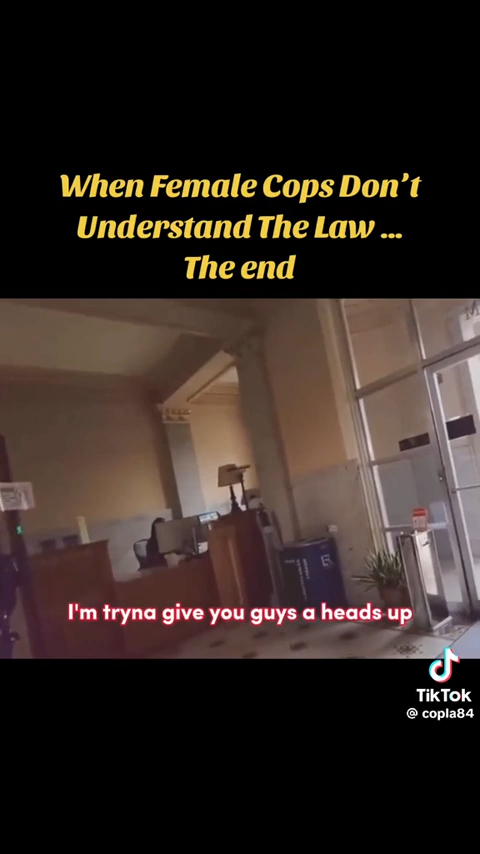 When Female Cops Don't
Understand The Law ...
The end
I'm tryna give you guys a heads up
TikTok
@ copla84